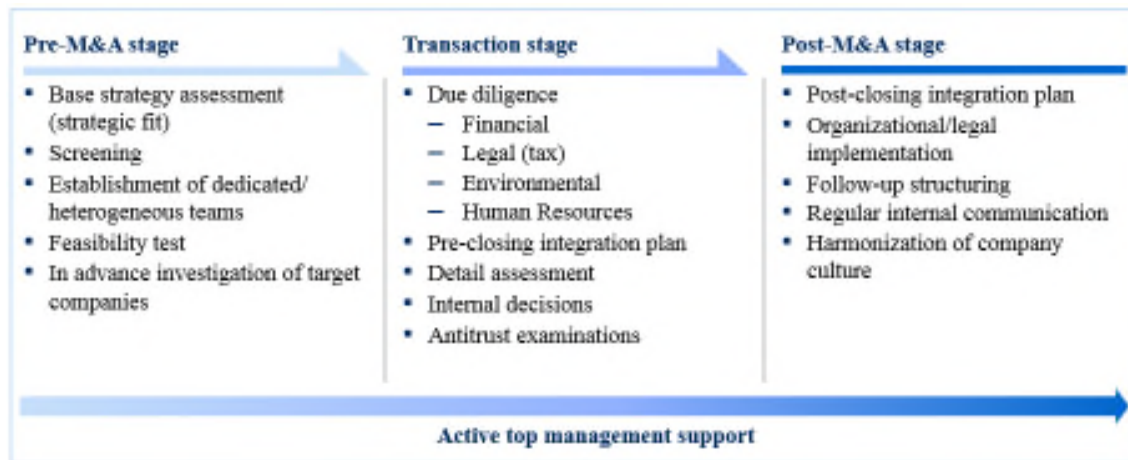 Pre-M&A stage
▪ Base strategy assessment
(strategic fit)
▪ Screening
▪ Establishment of dedicated/
heterogeneous teams
▪ Feasibility test
▪ In advance investigation of target
companies
Transaction stage
▪ Due diligence
– Financial
– Legal (tax)
– Environmental
– Human Resources
▪ Pre-closing integration plan
▪ Detail assessment
▪ Internal decisions
▪ Antitrust examinations
Post-M&A stage
▪ Post-closing integration plan
▪ Organizational/legal
implementation
▪ Follow-up structuring
▪ Regular internal communication
▪ Harmonization of company
culture
Active top management support